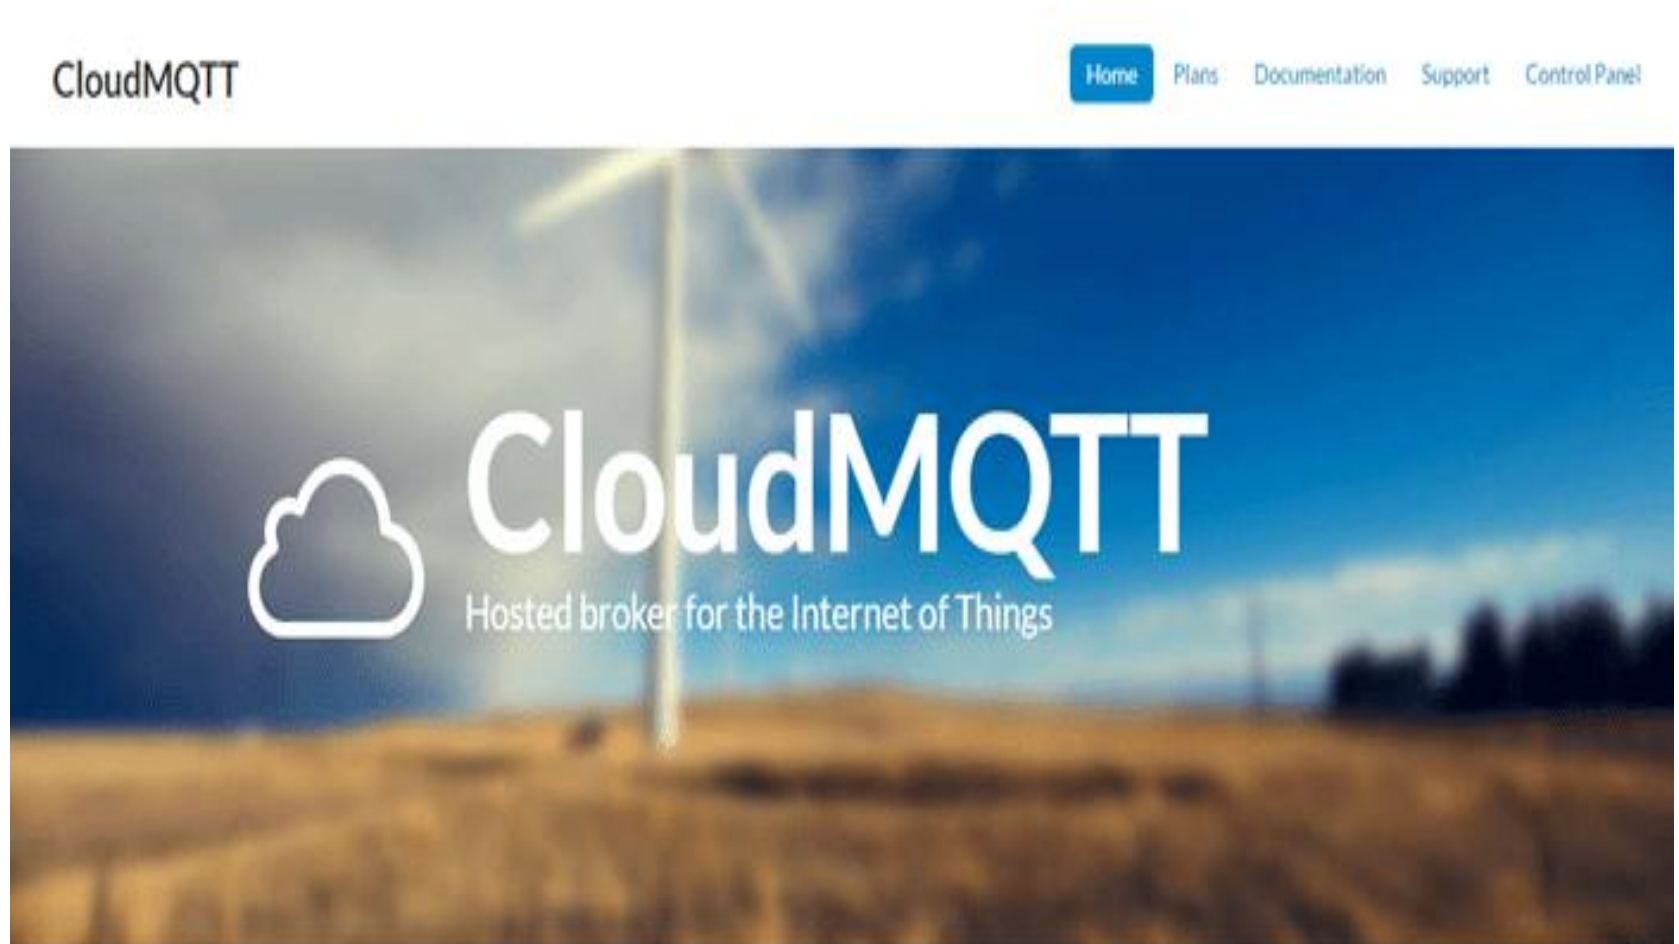 CloudMQTT
Home Plans Documentation Support Control Panel
CloudMQTT
Hosted broker for the Internet of Things